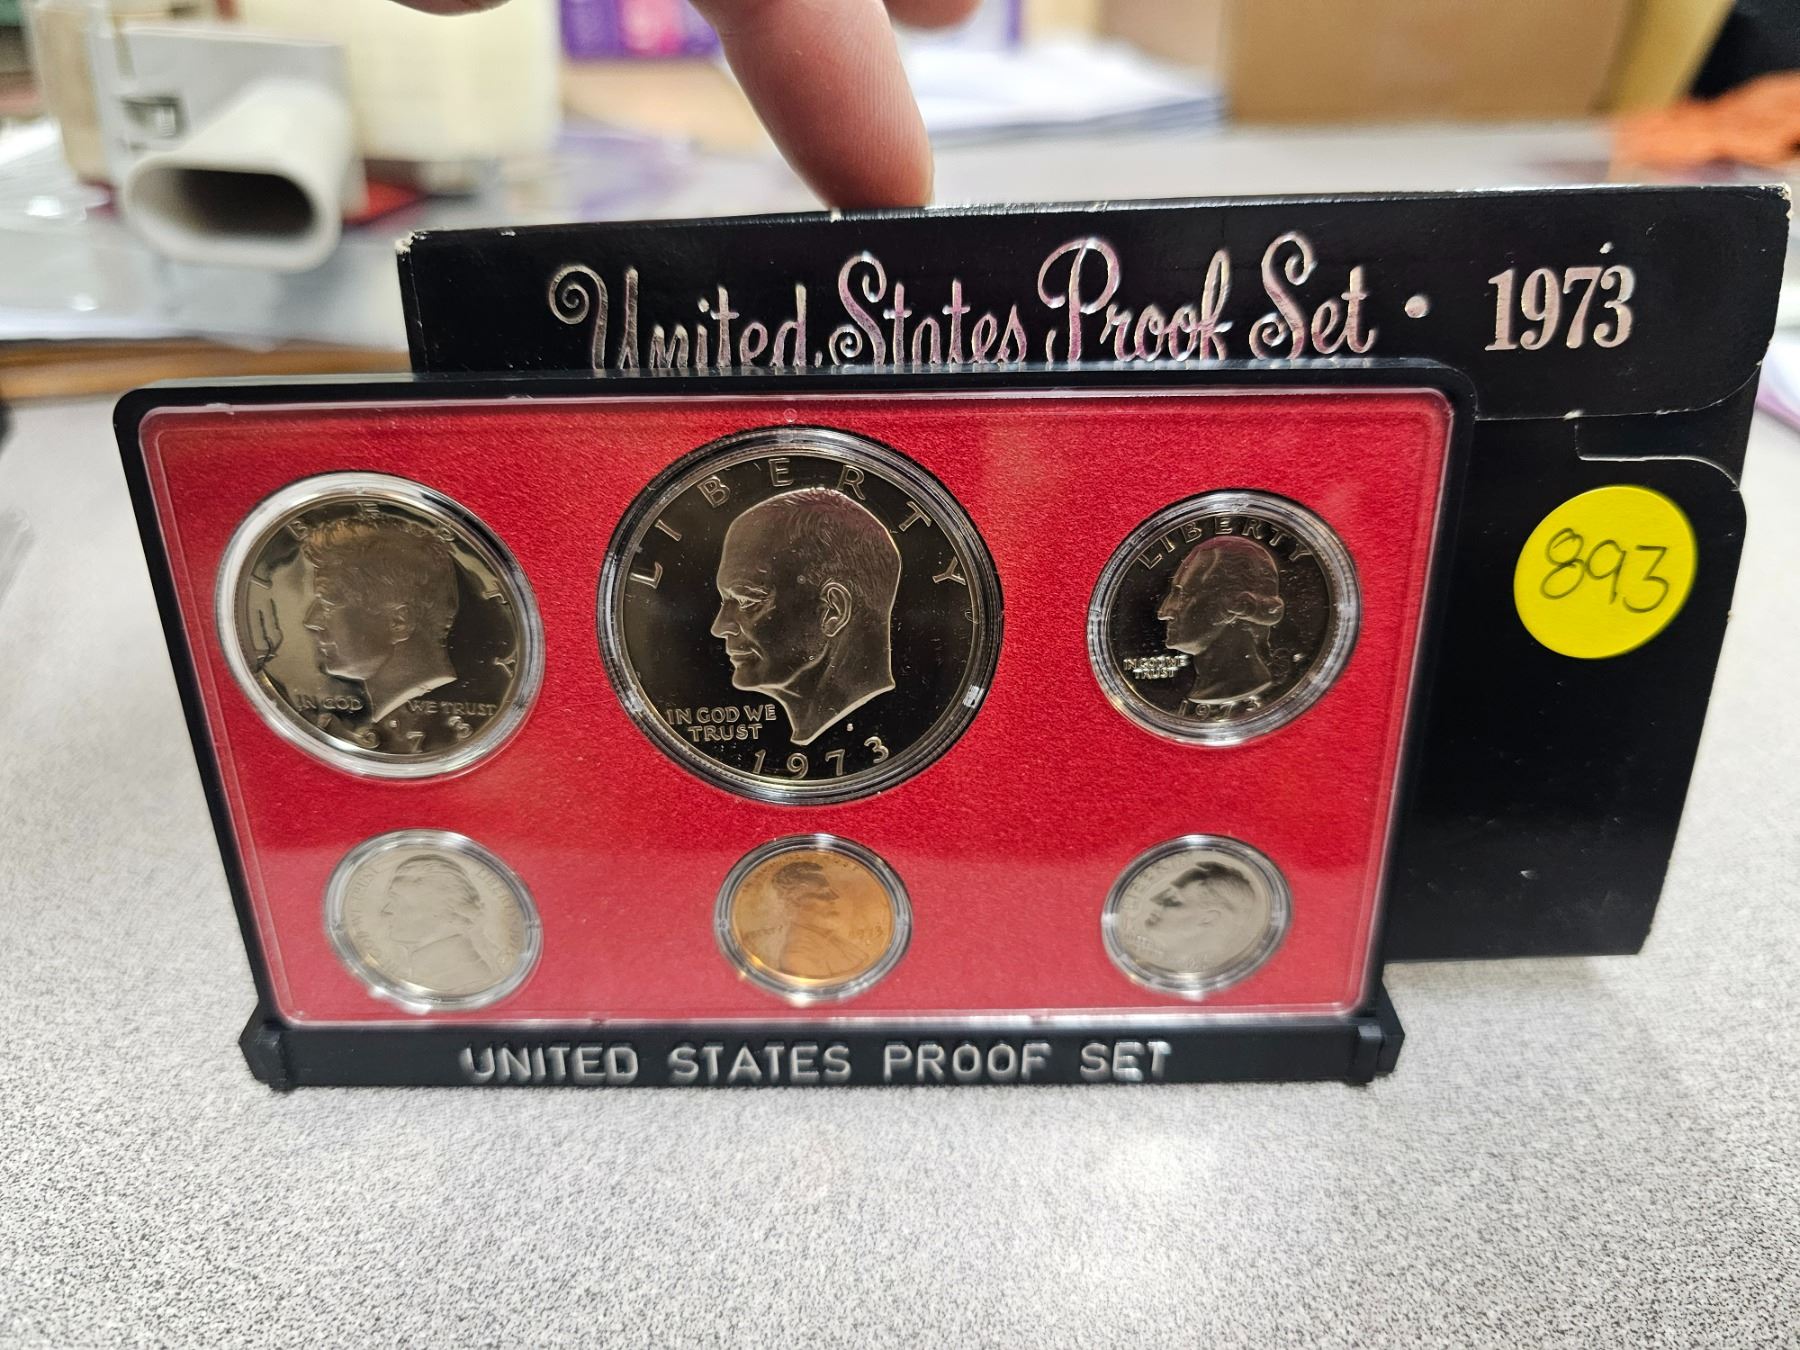 United States Proof Set · 1973
893
LIBERTY
IN GOD WE TRUST
1973
LIBERTY
IN GOD WE
TRUST
1973
LIBERTY
IN GOD WE
TRUST
1973
1973
UNITED STATES PROOF SET